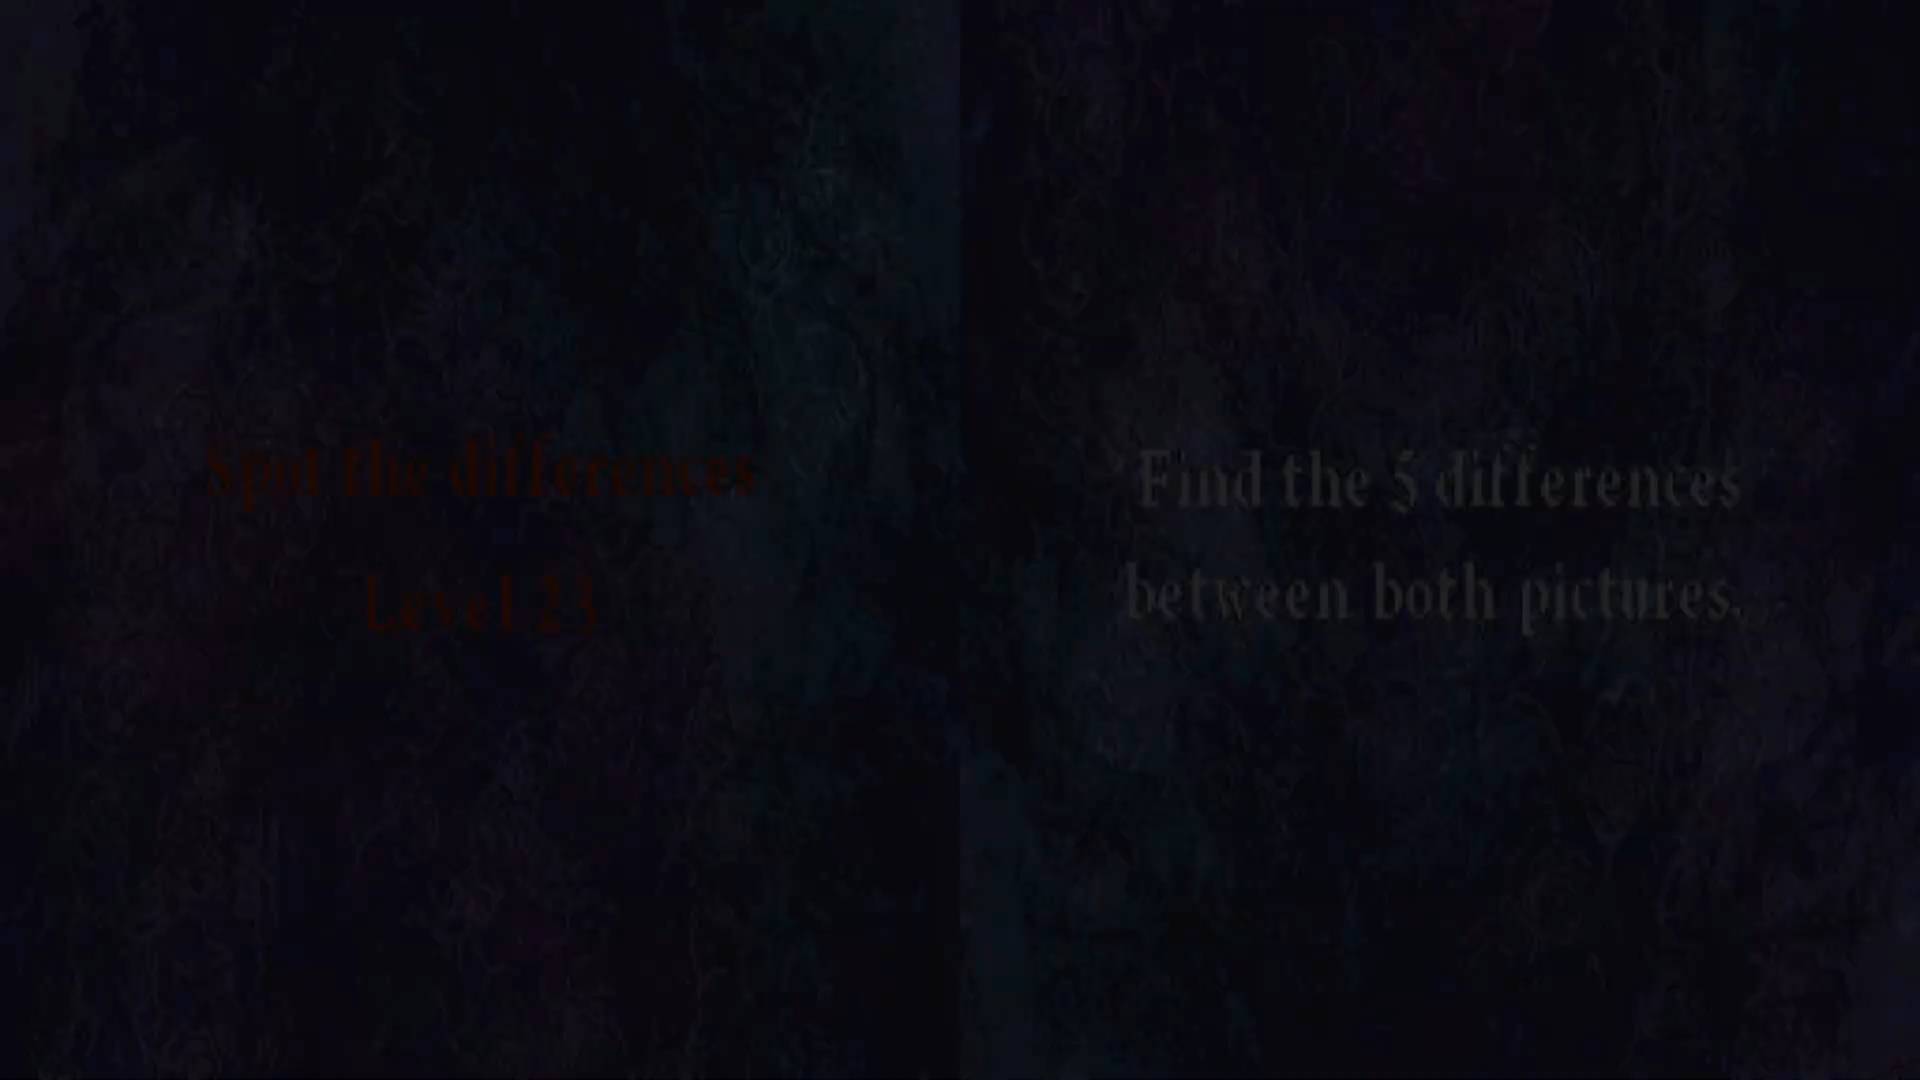 Spot the differences
Level 23
Find the 5 differences
between both pictures.